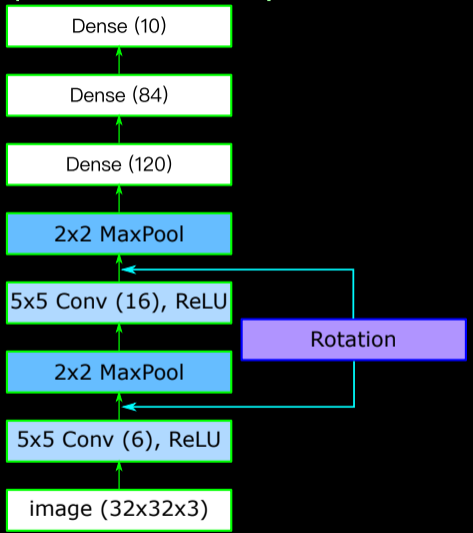 Dense (10)
Dense (84)
Dense (120)
2x2 MaxPool
5x5 Conv (16), ReLU
Rotation
2x2 MaxPool
5x5 Conv (6), ReLU
image (32x32x3)